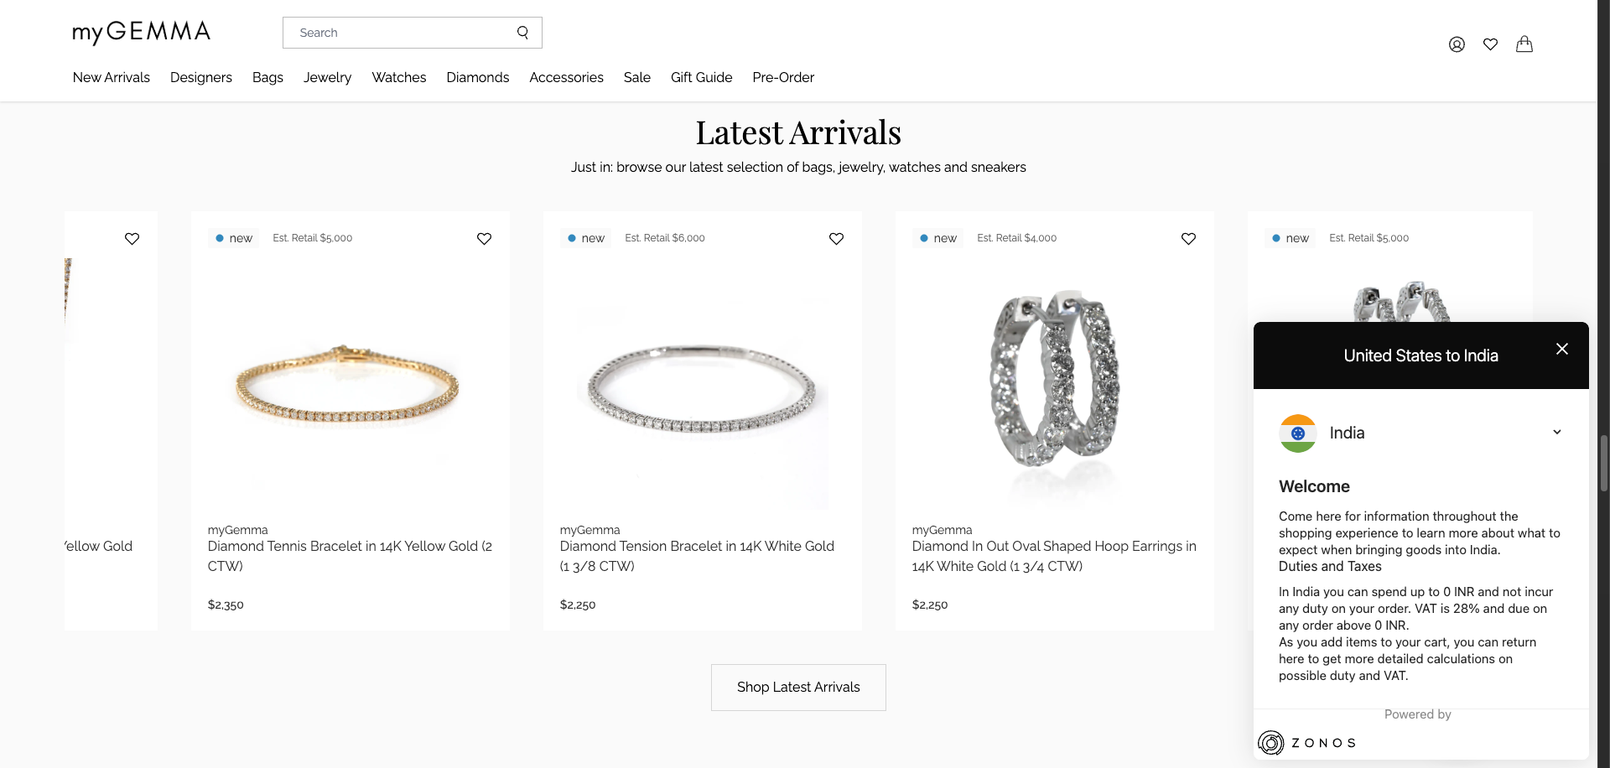 myGEMMA
Search
New Arrivals Designers Bags Jewelry Watches Diamonds Accessories Sale Gift Guide Pre-Order
Latest Arrivals
Just in: browse our latest selection of bags, jewelry, watches and sneakers
Yellow Gold
new Est. Retail $5,000
myGemma
Diamond Tennis Bracelet in 14K Yellow Gold (2
CTW)
$2,350
new Est. Retail $6,000
myGemma
Diamond Tension Bracelet in 14K White Gold
(1 3/8 CTW)
$2,250
new Est. Retail $4,000
myGemma
Diamond In Out Oval Shaped Hoop Earrings in
14K White Gold (1 3/4 CTW)
$2,250
new Est. Retail $5,000
Shop Latest Arrivals
United States to India
India
Welcome
Come here for information throughout the
shopping experience to learn more about what to
expect when bringing goods into India.
Duties and Taxes
In India you can spend up to 0 INR and not incur
any duty on your order. VAT is 28% and due on
any order above 0 INR.
As you add items to your cart, you can return
here to get more detailed calculations on
possible duty and VAT.
Powered by
ZONOS